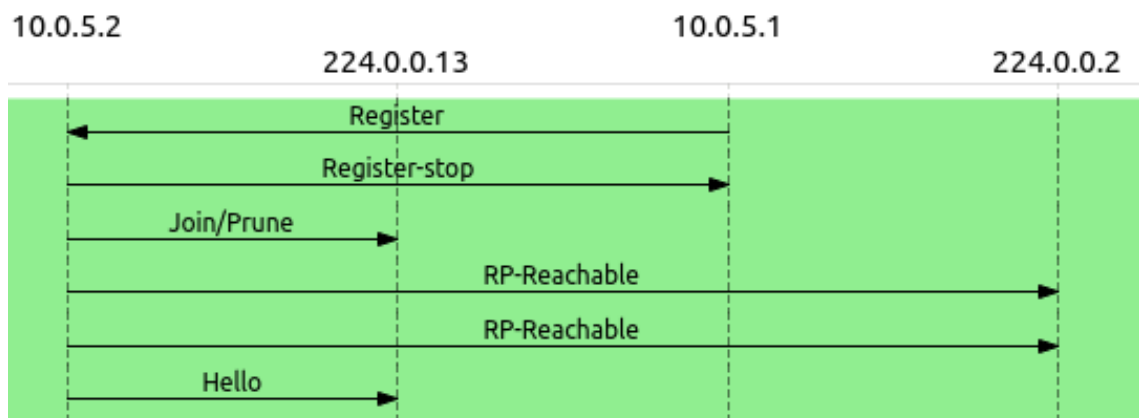 10.0.5.2
10.0.5.1
224.0.0.13
224.0.0.2
Register
Register-stop
Join/Prune
RP-Reachable
RP-Reachable
Hello